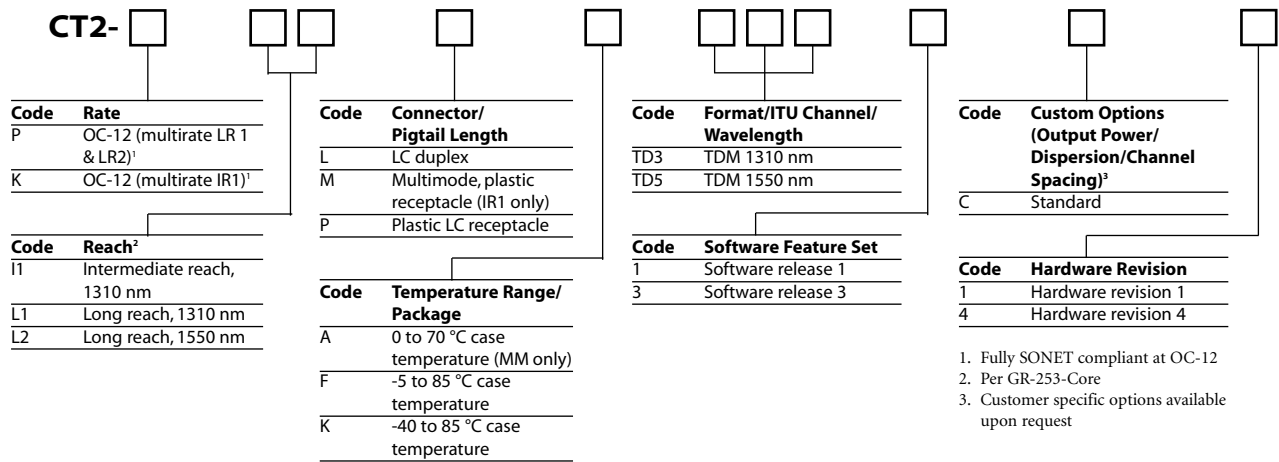 CT2-
Code Rate
P OC-12 (multirate LR 1
& LR2)¹
K OC-12 (multirate IR1)¹
Code Reach²
I1 Intermediate reach,
1310 nm
L1 Long reach, 1310 nm
L2 Long reach, 1550 nm
Code Connector/
Pigtail Length
L LC duplex
M Multimode, plastic
receptacle (IR1 only)
P Plastic LC receptacle
Code Temperature Range/
Package
A 0 to 70 °C case
temperature (MM only)
F -5 to 85 °C case
temperature
K -40 to 85 °C case
temperature
Code Format/ITU Channel/
Wavelength
TD3 TDM 1310 nm
TD5 TDM 1550 nm
Code Software Feature Set
1 Software release 1
3 Software release 3
Code Custom Options
(Output Power/
Dispersion/Channel
Spacing)³
C Standard
Code Hardware Revision
1 Hardware revision 1
4 Hardware revision 4
1. Fully SONET compliant at OC-12
2. Per GR-253-Core
3. Customer specific options available
upon request